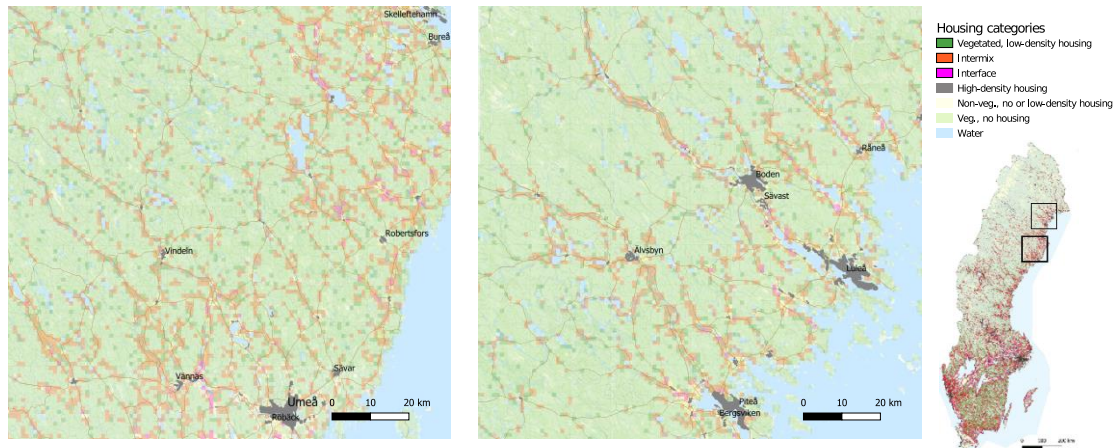 Skelleftehamn
Bureå
Robertsfors
Vindeln
Sävar
Vännäs
Umeå
Röbäck
0 10 20 km
Råneå
Boden
Sävast
Älvsbyn
Luleå
Piteå
Bergsviken
0 10 20 km
Housing categories
Vegetated, low-density housing
Intermix
Interface
High-density housing
Non-veg., no or low-density housing
Veg., no housing
Water